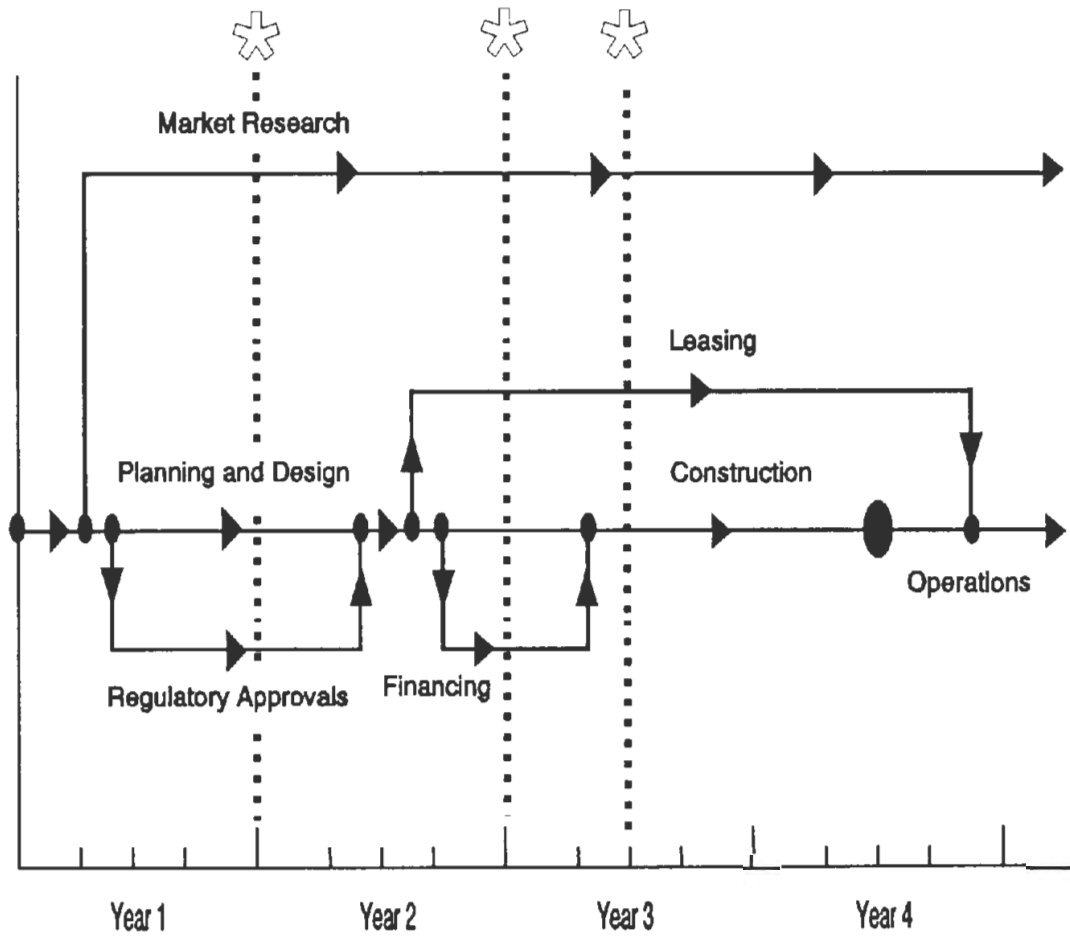 Market Research
Leasing
Planning and Design
Construction
Operations
Regulatory Approvals
Financing
Year 1
Year 2
Year 3
Year 4